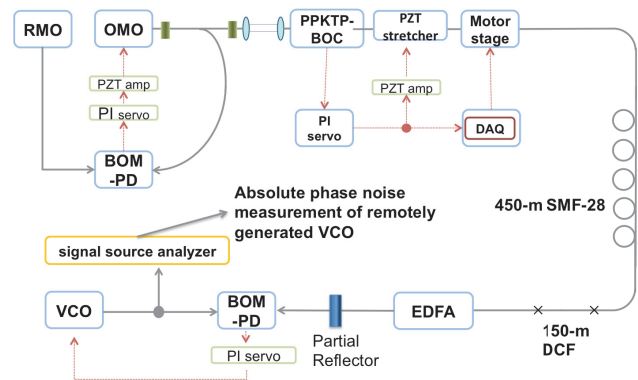 RMO
OMO
PPKTP-
BOC
PZT
stretcher
Motor
stage
PZT amp
PI servo
BOM
-PD
PZT amp
PI
servo
DAQ
450-m SMF-28
Absolute phase noise
measurement of remotely
generated VCO
signal source analyzer
VCO
BOM
-PD
PI servo
Partial
Reflector
EDFA
150-m
DCF